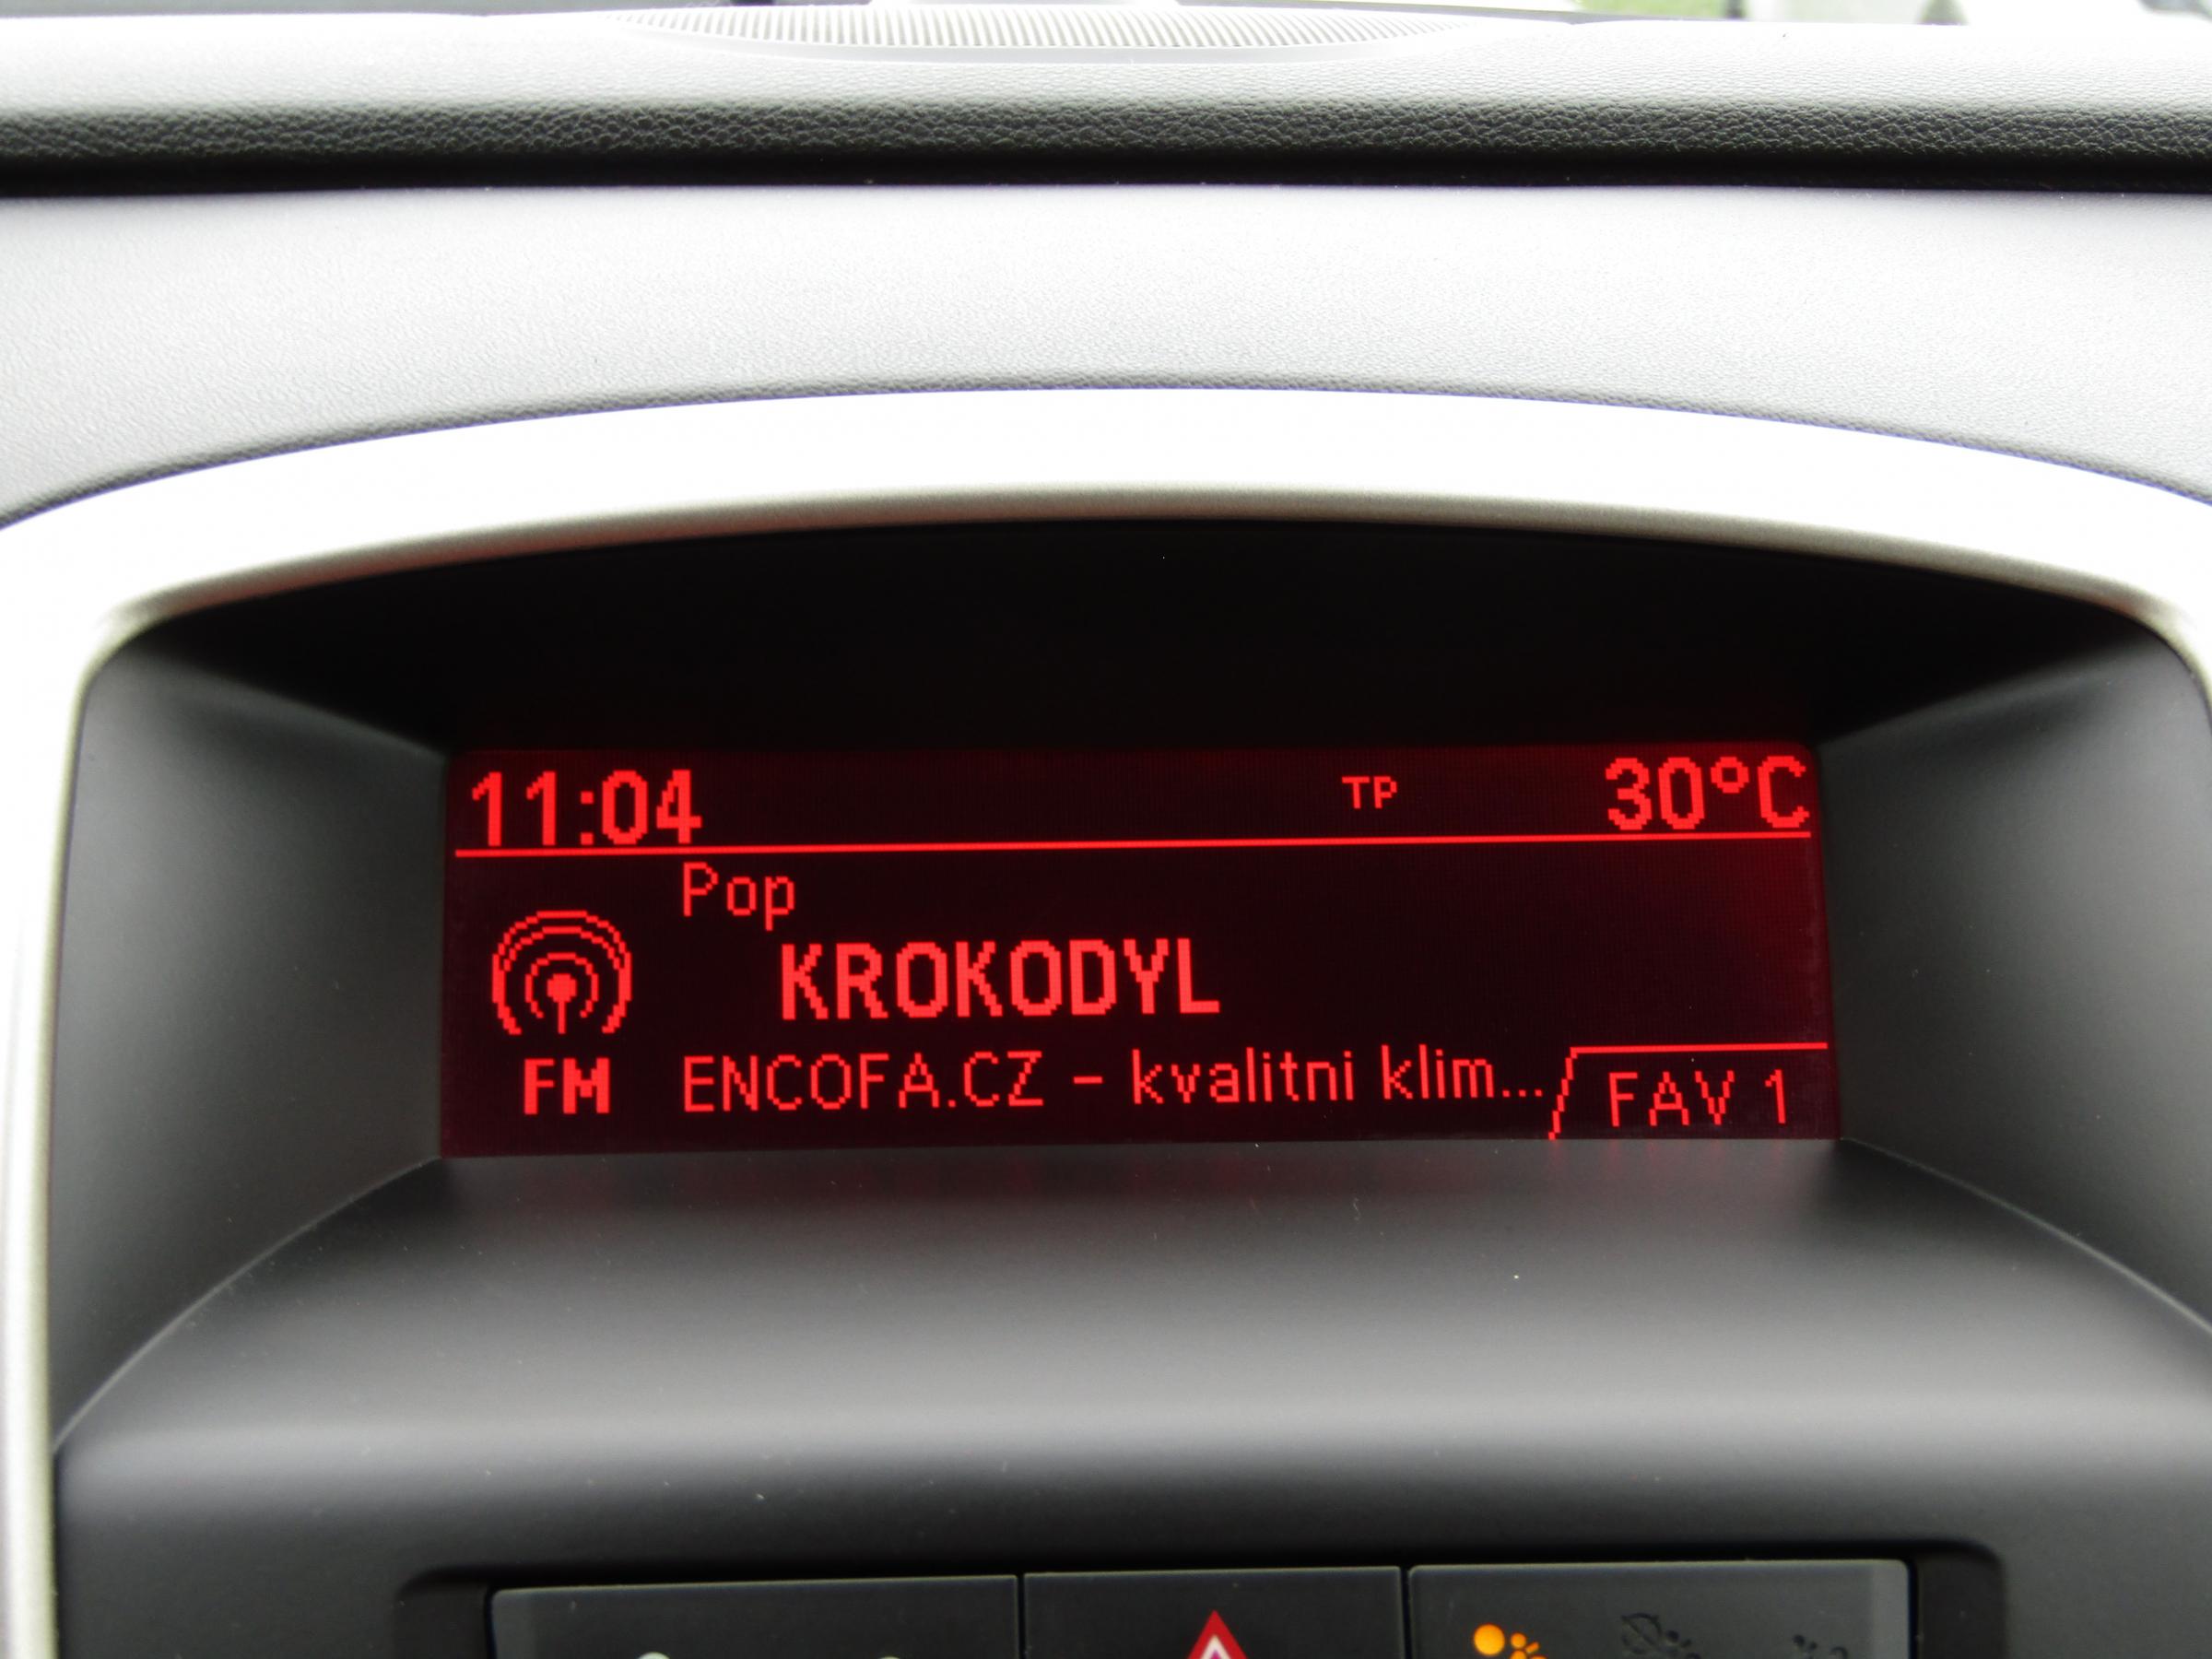 11:04 TP 30°C
Pop
KROKODYL
FM ENCOFA.CZ - kvalitni klim... FAV 1